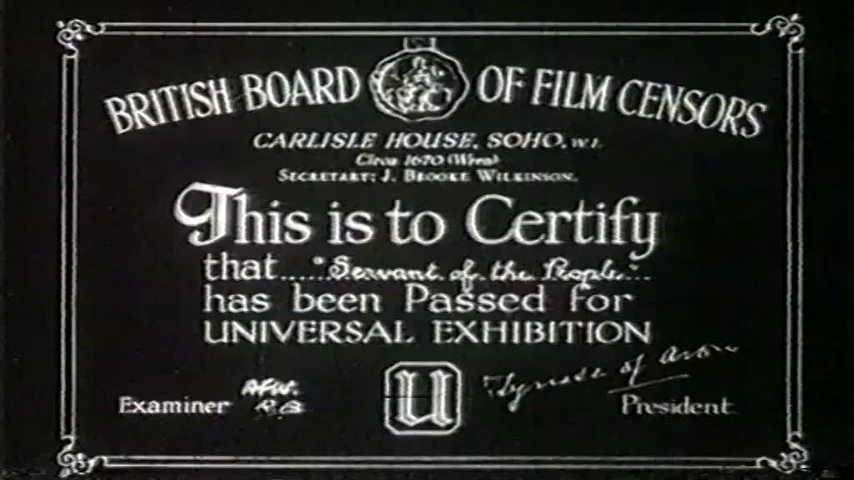 BRITISH BOARD OF FILM CENSORS
CARLISLE HOUSE, SOHO, W.1.
Circa 1670 (Wren)
SECRETARY: J. BROOKE WILKINSON.
This is to Certify
that...."Servant of the People"..
has been Passed for
UNIVERSAL EXHIBITION
U
Examiner
President